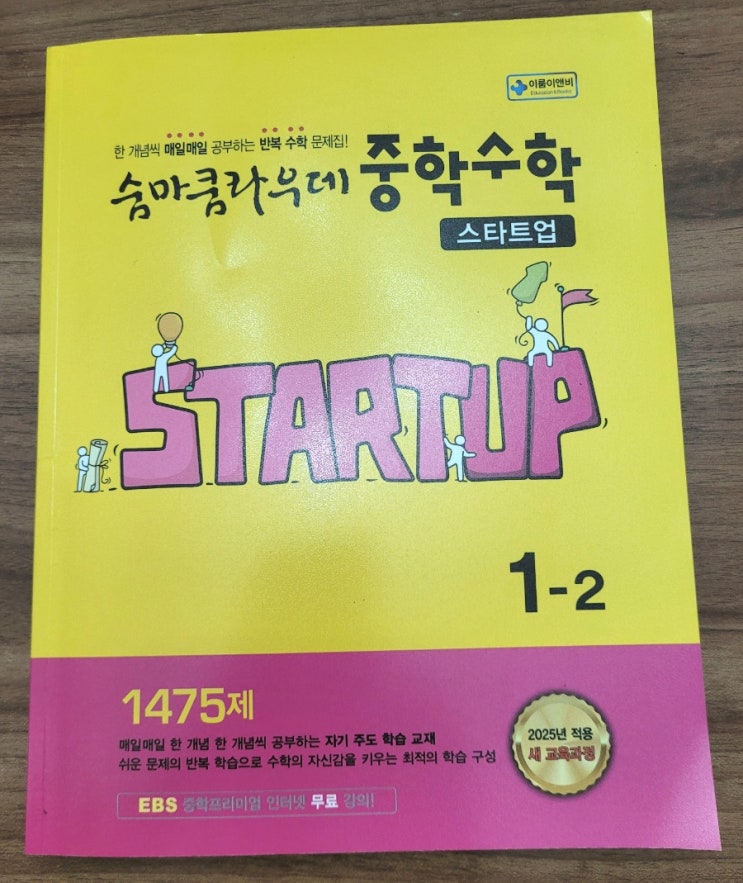 이룸이앤비
Education & Books
한 개념씩 매일매일 공부하는 반복 수학 문제집!
숨마쿰라우데 중학수학
스타트업
STARTUP
1-2
1475제
매일매일 한 개념 한 개념씩 공부하는 자기 주도 학습 교재
쉬운 문제의 반복 학습으로 수학의 자신감을 키우는 최적의 학습 구성
2025년 적용
새 교육과정
EBS 중학프리미엄 인터넷 무료 강의!